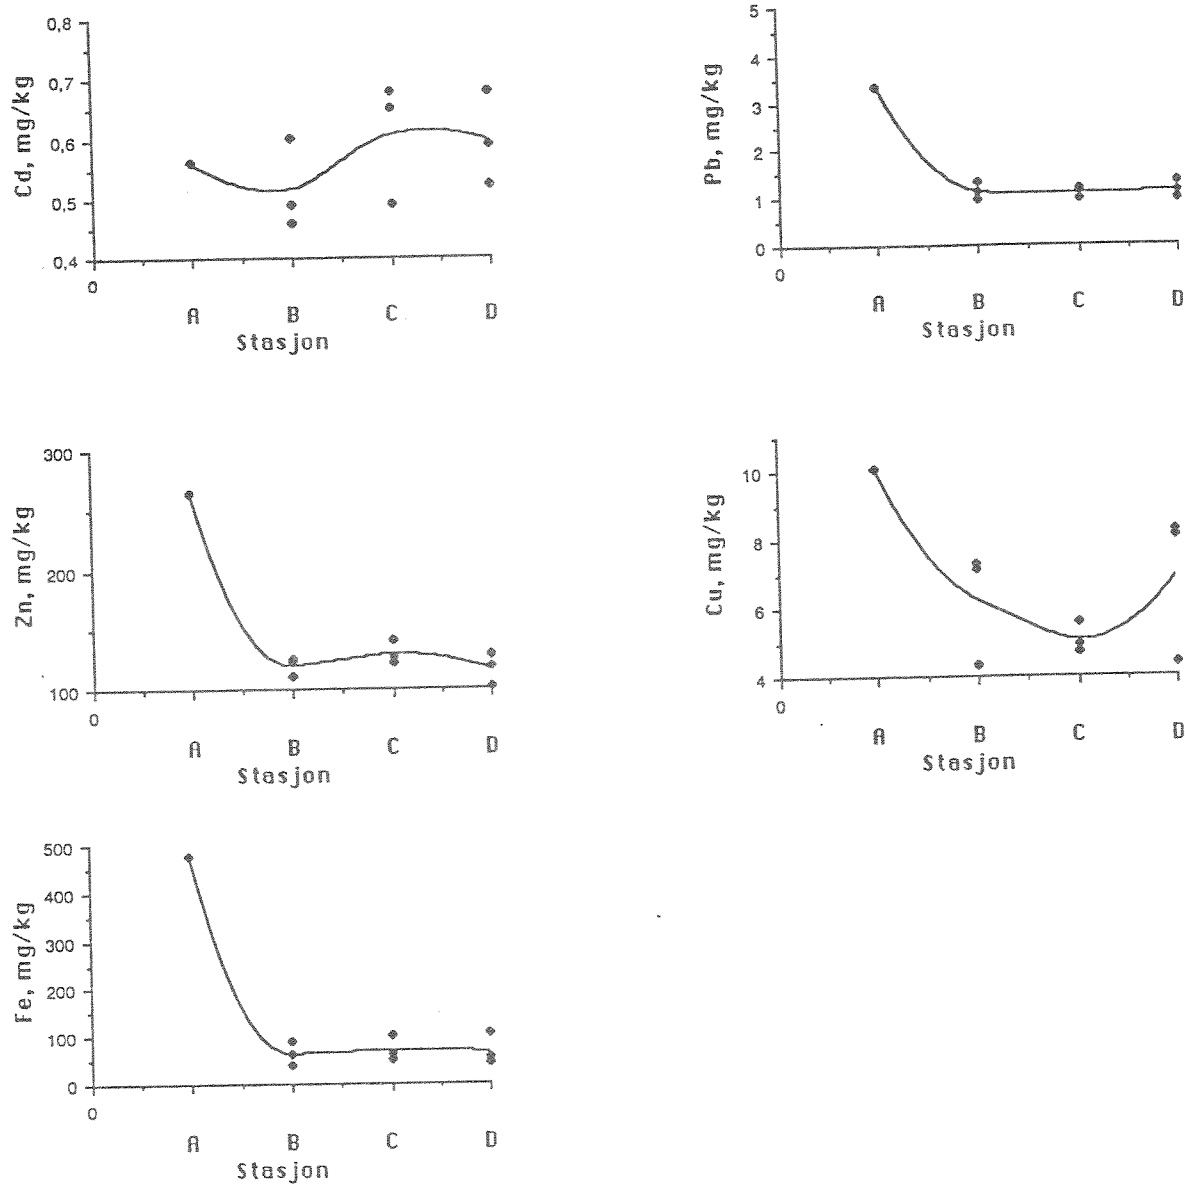 Cd, mg/kg
0,8
0,7
0,6
0,5
0,4
0
A B C D
Stasjon
Pb, mg/kg
5
4
3
2
1
0
0
A B C D
Stasjon
Zn, mg/kg
300
200
100
0
A B C D
Stasjon
Cu, mg/kg
10
8
6
4
0
A B C D
Stasjon
Fe, mg/kg
500
400
300
200
100
0
0
A B C D
Stasjon